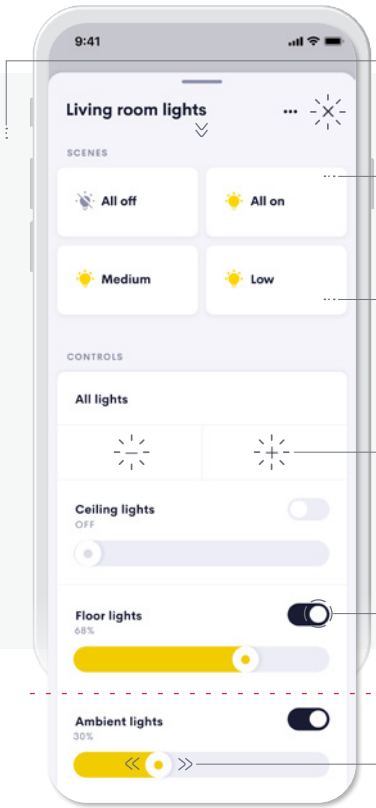 9:41
Living room lights
SCENES
All off
All on
Medium
Low
CONTROLS
All lights
Ceiling lights
OFF
Floor lights
68%
Ambient lights
30%